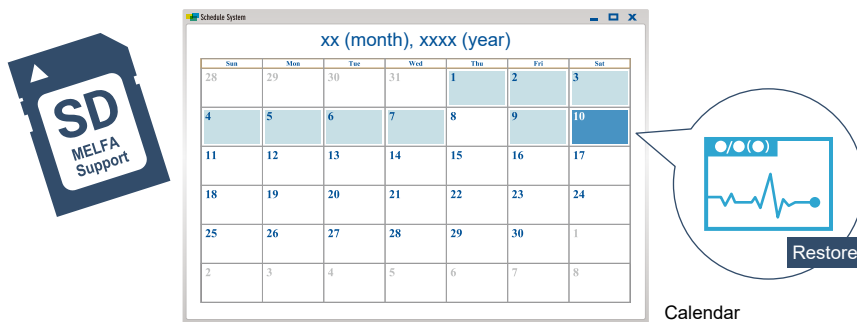 Schedule System
xx (month), xxxx (year)
Sun Mon Tue Wed Thu Fri Sat
28 29 30 31 1 2 3
4 5 6 7 8 9 10
11 12 13 14 15 16 17
18 19 20 21 22 23 24
25 26 27 28 29 30 1
2 3 4 5 6 7 8
SD
MELFA
Support
○/○(○)
Restore
Calendar